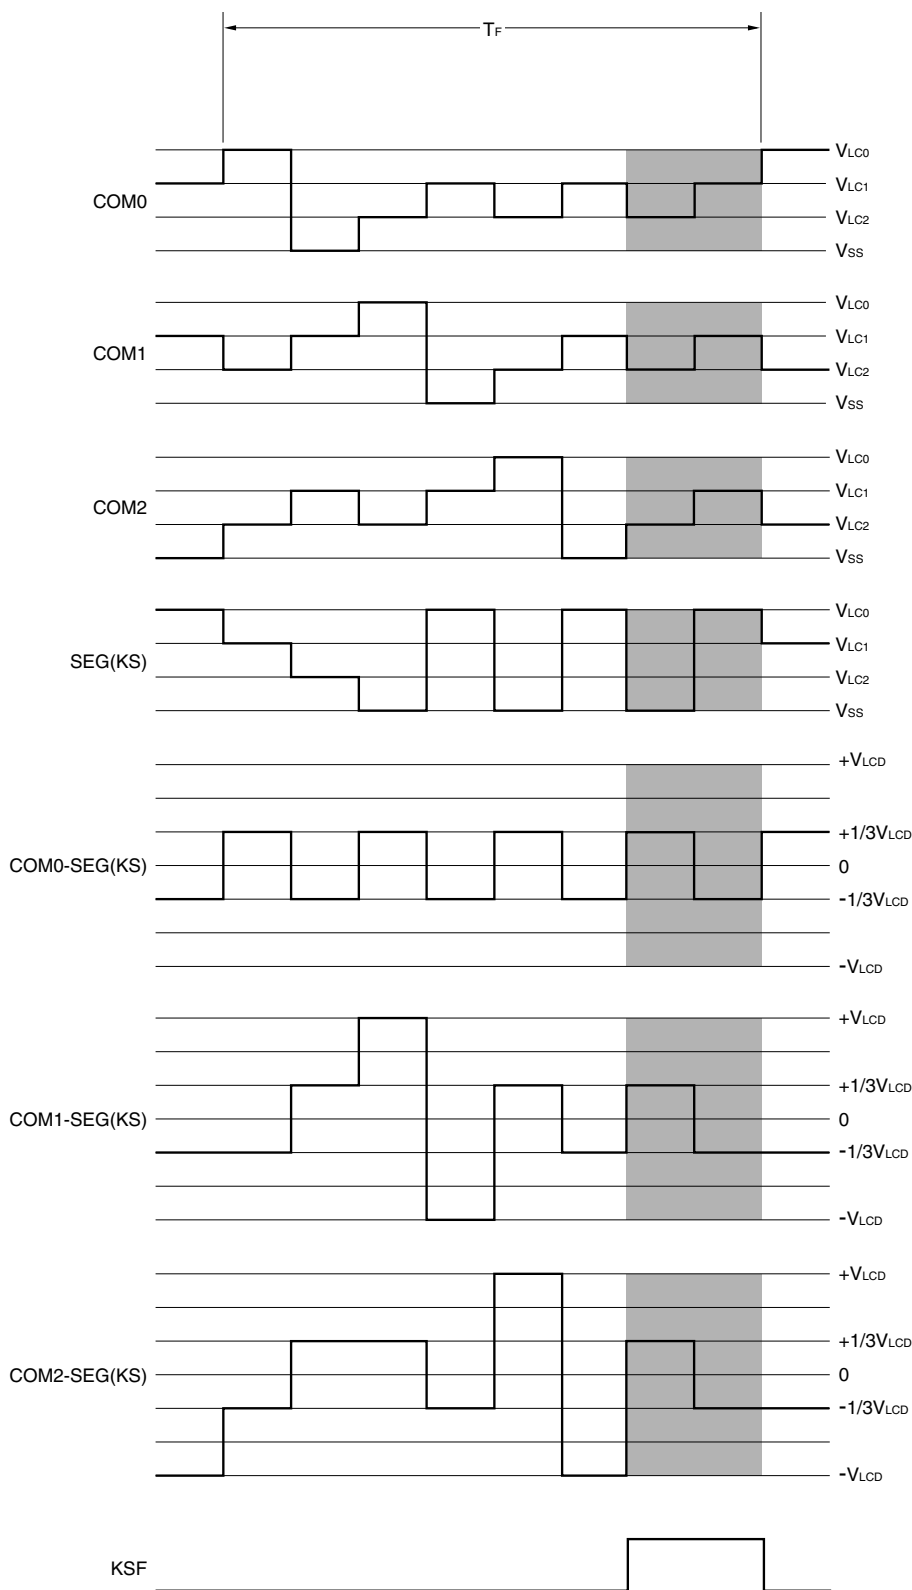 TF
COM0
VLC0
VLC1
VLC2
VSS
COM1
VLC0
VLC1
VLC2
VSS
COM2
VLC0
VLC1
VLC2
VSS
SEG(KS)
VLC0
VLC1
VLC2
VSS
COM0-SEG(KS)
+VLCD
+1/3VLCD
0
-1/3VLCD
-VLCD
COM1-SEG(KS)
+VLCD
+1/3VLCD
0
-1/3VLCD
-VLCD
COM2-SEG(KS)
+VLCD
+1/3VLCD
0
-1/3VLCD
-VLCD
KSF